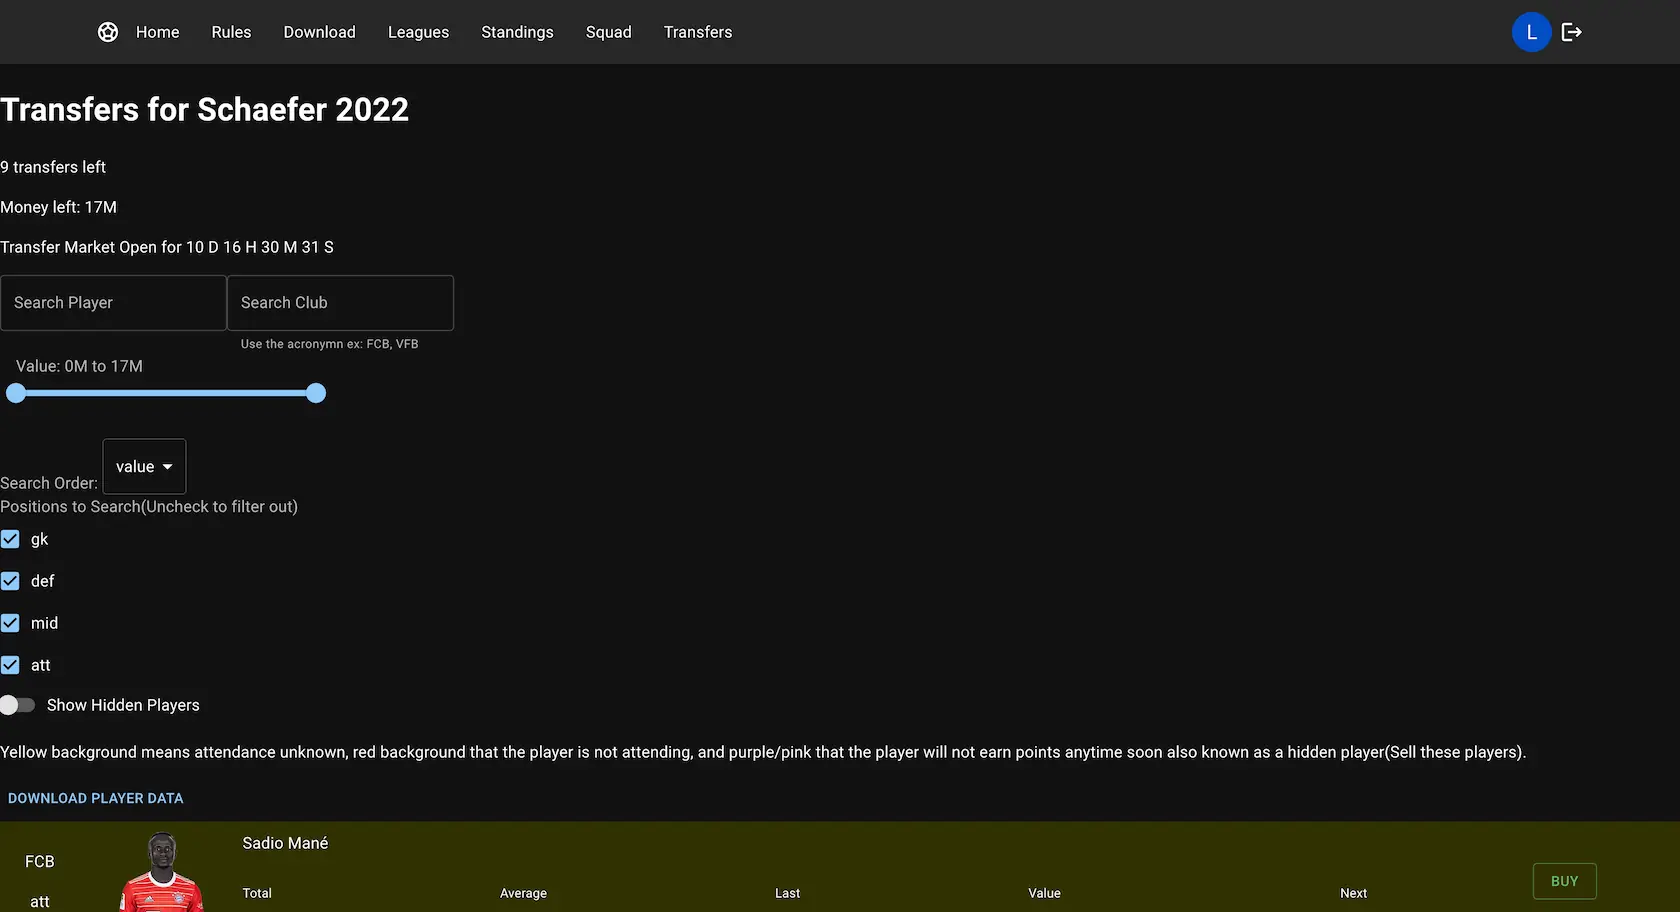 Home Rules Download Leagues Standings Squad Transfers L
Transfers for Schaefer 2022
9 transfers left
Money left: 17M
Transfer Market Open for 10 D 16 H 30 M 31 S
Search Player Search Club
Use the acronymn ex: FCB, VFB
Value: 0M to 17M
value
Search Order:
Positions to Search(Uncheck to filter out)
gk
def
mid
att
Show Hidden Players
Yellow background means attendance unknown, red background that the player is not attending, and purple/pink that the player will not earn points anytime soon also known as a hidden player(Sell these players).
DOWNLOAD PLAYER DATA
Sadio Mané
FCB
BUY
Total Average Last Value Next
att